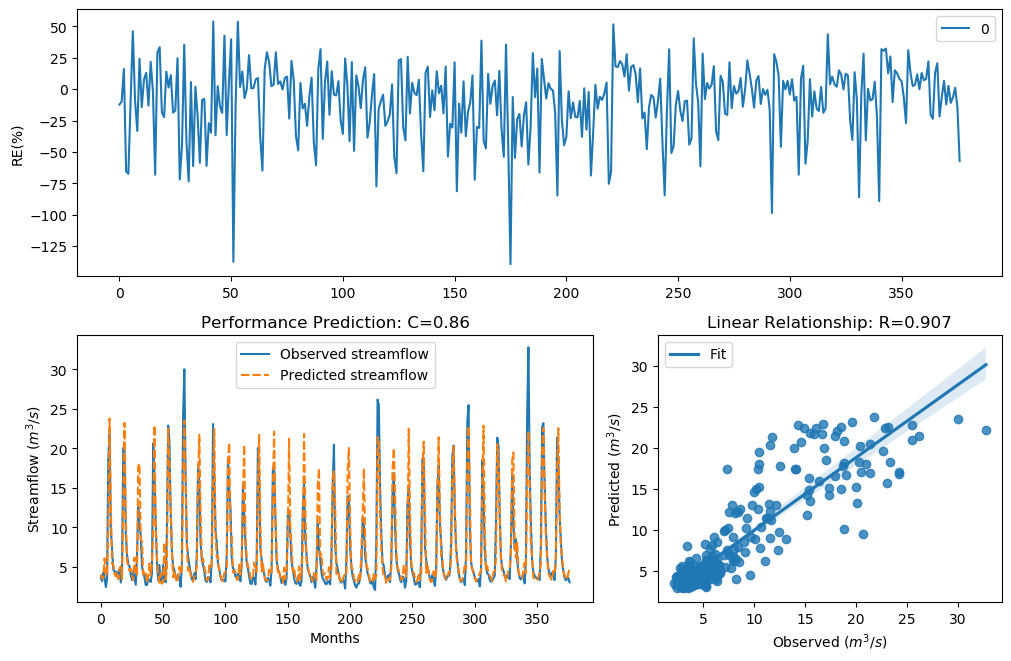 50
25
0
−25
−50
−75
−100
−125
RE(%)
0
0 50 100 150 200 250 300 350
Performance Prediction: C=0.86
Observed streamflow
Predicted streamflow
30
25
20
15
10
5
Streamflow (m³/s)
0 50 100 150 200 250 300 350
Months
Linear Relationship: R=0.907
Fit
30
25
20
15
10
5
Predicted (m³/s)
5 10 15 20 25 30
Observed (m³/s)